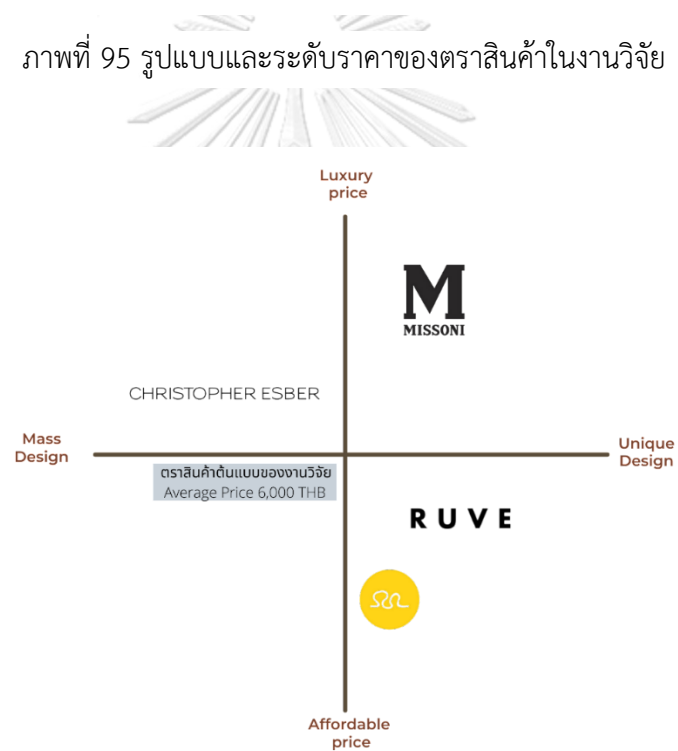 ภาพที่ 95 รูปแบบและระดับราคาของตราสินค้าในงานวิจัย
Luxury
price
M
MISSONI
CHRISTOPHER ESBER
Mass
Design
Unique
Design
ตราสินค้าต้นแบบของงานวิจัย
Average Price 6,000 THB
RUVE
Affordable
price